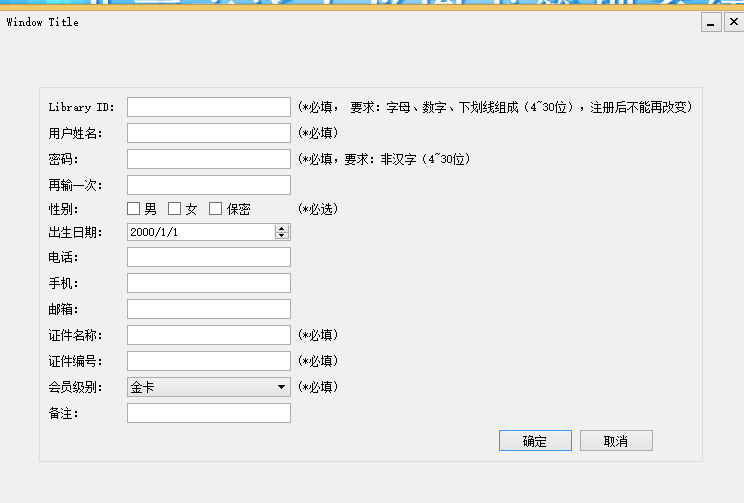 Window Title
Library ID: (*必填, 要求: 字母、数字、下划线组成（4~30位）,注册后不能再改变)
用户姓名: (*必填)
密码: (*必填,要求: 非汉字（4~30位)
再输一次:
性别: 男 女 保密 (*必选)
出生日期: 2000/1/1
电话:
手机:
邮箱:
证件名称: (*必填)
证件编号: (*必填)
会员级别: 金卡 (*必填)
备注:
确定 取消